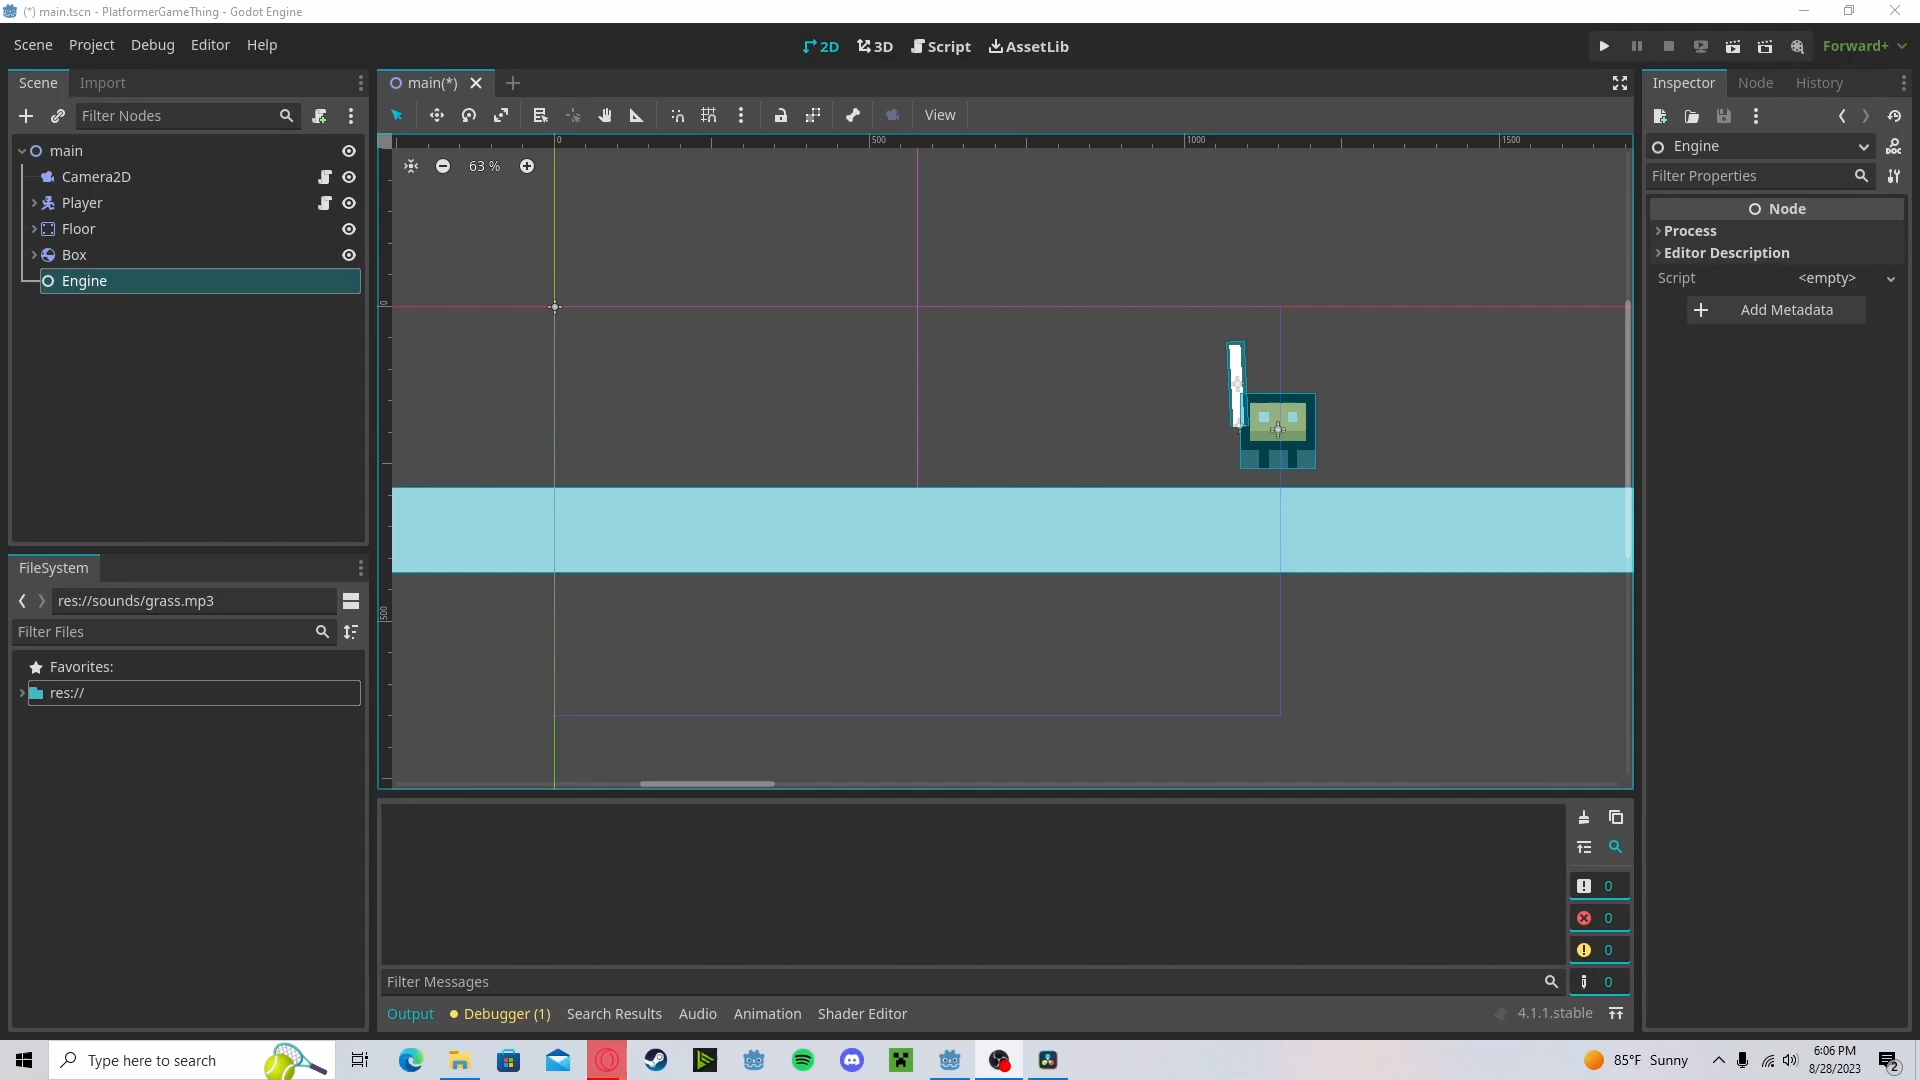 (*) main.tscn - PlatformerGameThing - Godot Engine
Scene Project Debug Editor Help
2D 3D Script AssetLib
Forward+
Scene Import
main(*)
Inspector Node History
Filter Nodes
View
main
Camera2D
Player
Floor
Box
Engine
0 500 1000 1500
63 %
0
500
Engine
Filter Properties
Node
Process
Editor Description
Script <empty>
Add Metadata
FileSystem
res://sounds/grass.mp3
Filter Files
Favorites:
res://
0
0
0
0
Filter Messages
Output Debugger (1) Search Results Audio Animation Shader Editor
4.1.1.stable
Type here to search
85°F Sunny
6:06 PM
8/28/2023
2